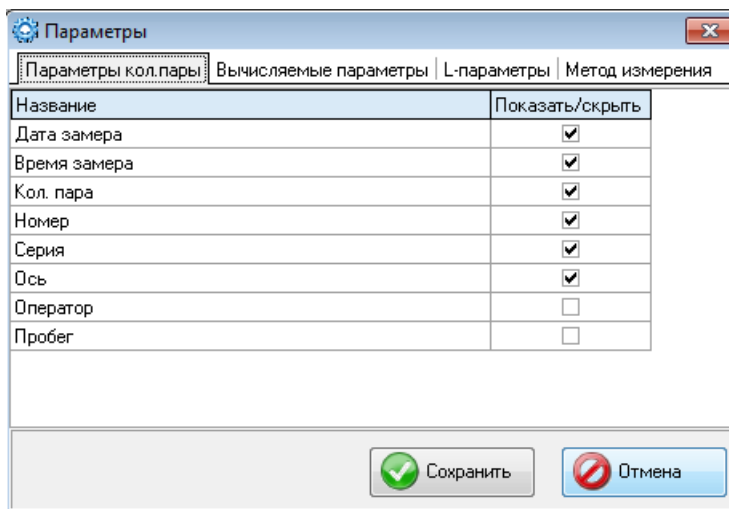 Параметры
Параметры кол.пары Вычисляемые параметры L-параметры Метод измерения
Название Показать/скрыть
Дата замера
Время замера
Кол. пара
Номер
Серия
Ось
Оператор
Пробег
Сохранить Отмена